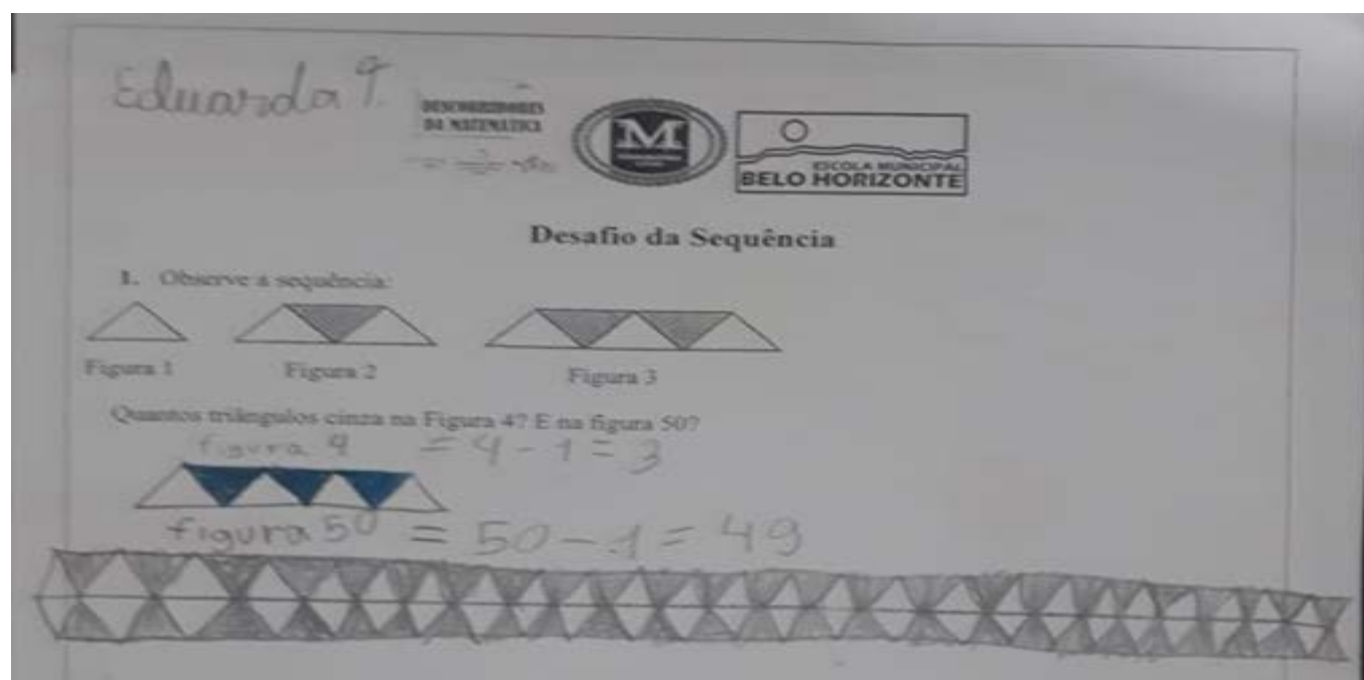 Eduarda T.
DESCOBRIDORES
DA MATEMÁTICA
M
ESCOLA MUNICIPAL
BELO HORIZONTE
Desafio da Sequência
1. Observe a sequência:
Figura 1 Figura 2 Figura 3
Quantos triângulos cinza na Figura 4? E na figura 50?
figura 4 = 4 - 1 = 3
figura 50 = 50 - 1 = 49